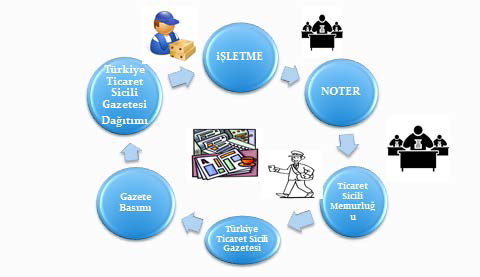 İŞLETME
NOTER
Ticaret
Sicili
Memurluğ
u
Türkiye
Ticaret Sicili
Gazetesi
Gazete
Basımı
Türkiye
Ticaret
Sicili
Gazetesi
Dağıtımı